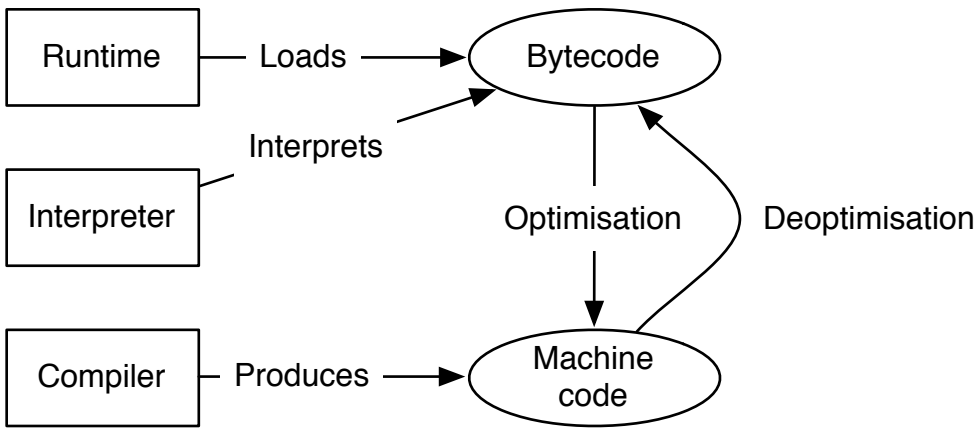 Runtime
Loads
Bytecode
Interprets
Interpreter
Optimisation
Deoptimisation
Compiler
Produces
Machine
code